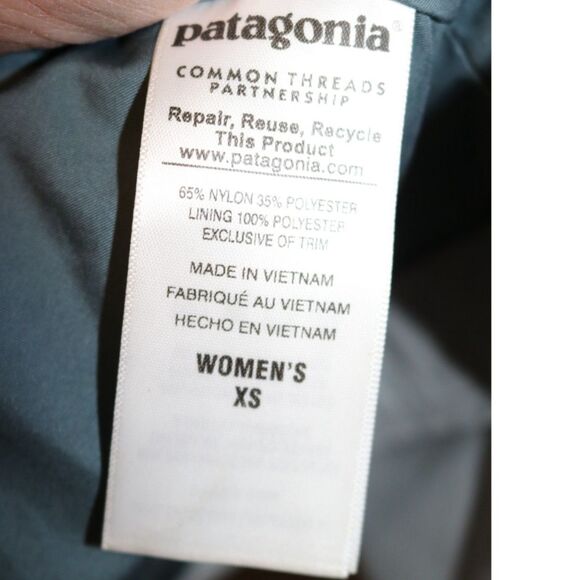 patagonia®
COMMON THREADS
PARTNERSHIP
Repair, Reuse, Recycle
This Product
www.patagonia.com
65% NYLON 35% POLYESTER
LINING 100% POLYESTER
EXCLUSIVE OF TRIM
MADE IN VIETNAM
FABRIQUÉ AU VIETNAM
HECHO EN VIETNAM
WOMEN'S
XS